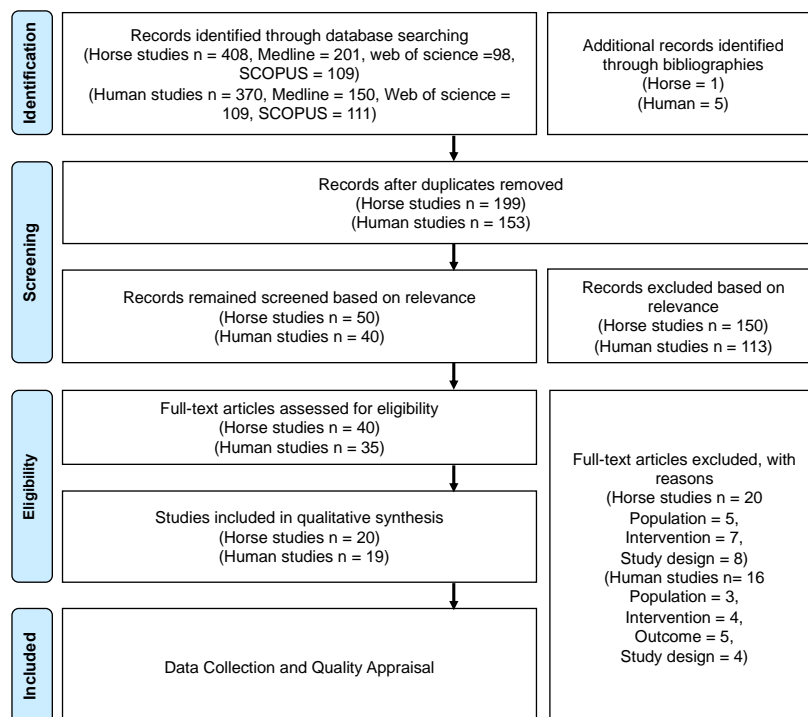 Identification
Records identified through database searching
(Horse studies n = 408, Medline = 201, web of science =98,
SCOPUS = 109)
(Human studies n = 370, Medline = 150, Web of science =
109, SCOPUS = 111)
Additional records identified
through bibliographies
(Horse = 1)
(Human = 5)
Screening
Records after duplicates removed
(Horse studies n = 199)
(Human studies n = 153)
Records remained screened based on relevance
(Horse studies n = 50)
(Human studies n = 40)
Records excluded based on
relevance
(Horse studies n = 150)
(Human studies n = 113)
Eligibility
Full-text articles assessed for eligibility
(Horse studies n = 40)
(Human studies n = 35)
Studies included in qualitative synthesis
(Horse studies n = 20)
(Human studies n = 19)
Full-text articles excluded, with
reasons
(Horse studies n = 20
Population = 5,
Intervention = 7,
Study design = 8)
(Human studies n= 16
Population = 3,
Intervention = 4,
Outcome = 5,
Study design = 4)
Included
Data Collection and Quality Appraisal